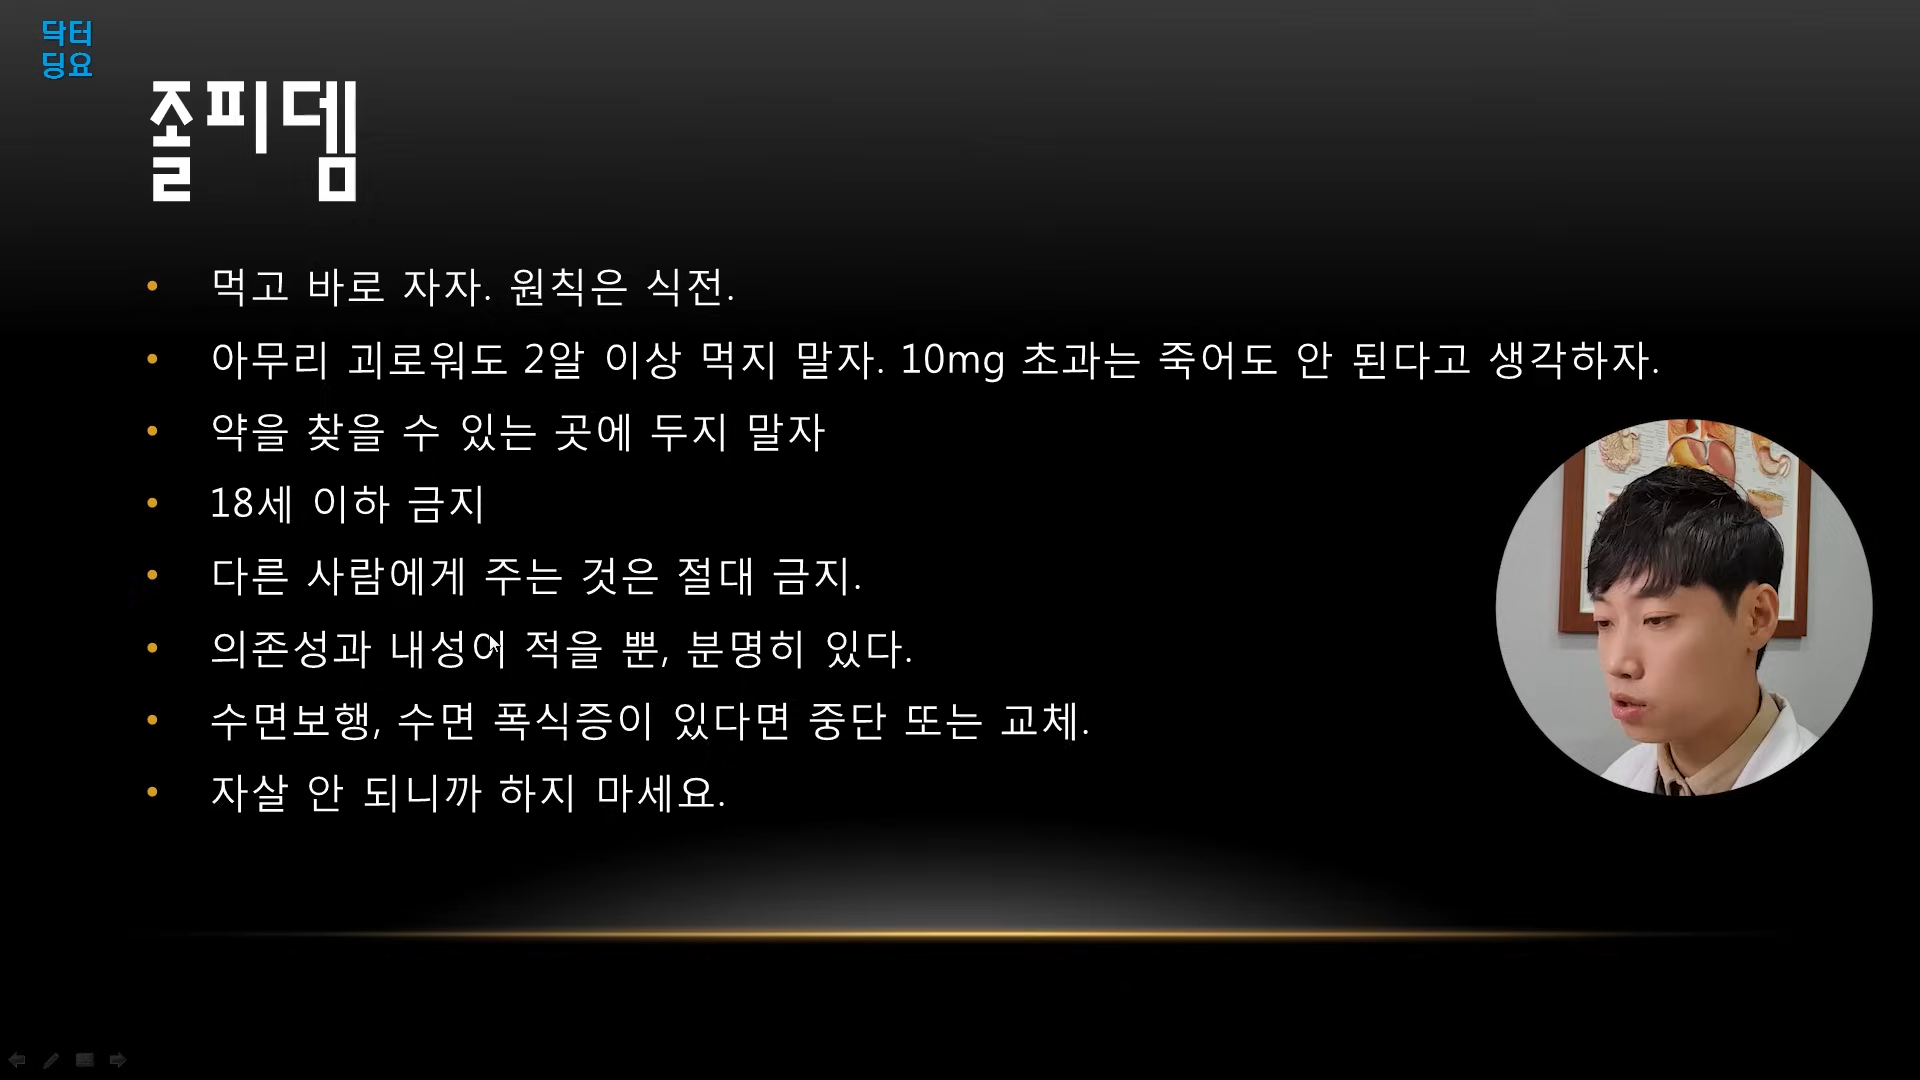 닥터
딩요
졸피뎀
먹고 바로 자자. 원칙은 식전.
아무리 괴로워도 2알 이상 먹지 말자. 10mg 초과는 죽어도 안 된다고 생각하자.
약을 찾을 수 있는 곳에 두지 말자
18세 이하 금지
다른 사람에게 주는 것은 절대 금지.
의존성과 내성이 적을 뿐, 분명히 있다.
수면보행, 수면 폭식증이 있다면 중단 또는 교체.
자살 안 되니까 하지 마세요.